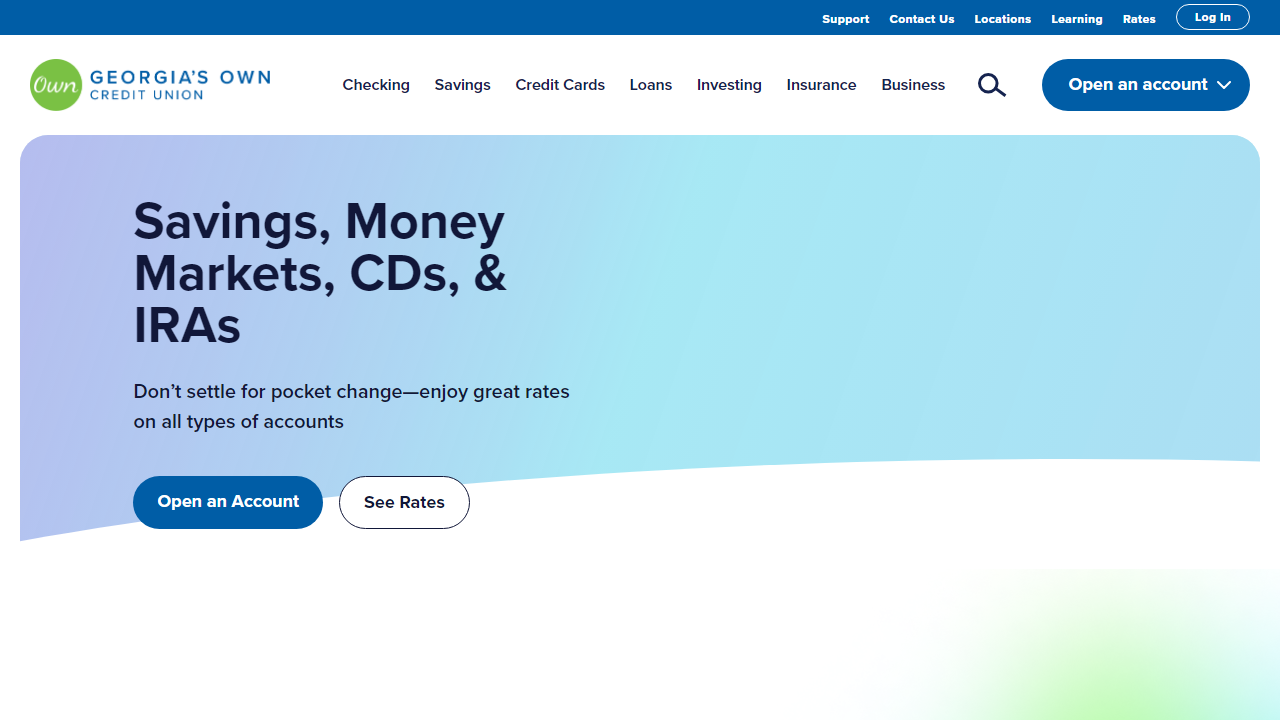 Support Contact Us Locations Learning Rates Log In
Own GEORGIA'S OWN
CREDIT UNION
Checking Savings Credit Cards Loans Investing Insurance Business Open an account
Savings, Money
Markets, CDs, &
IRAs
Don’t settle for pocket change—enjoy great rates
on all types of accounts
Open an Account See Rates